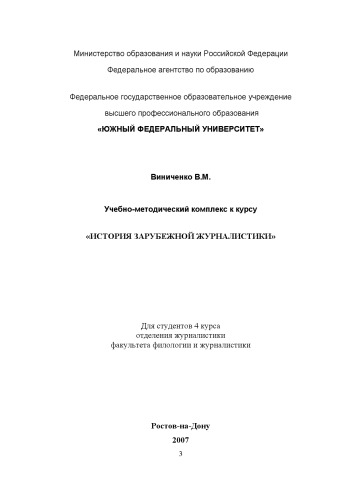 Министерство образования и науки Российской Федерации
Федеральное агентство по образованию
Федеральное государственное образовательное учреждение
высшего профессионального образования
«ЮЖНЫЙ ФЕДЕРАЛЬНЫЙ УНИВЕРСИТЕТ»
Виниченко В.М.
Учебно-методический комплекс к курсу
«ИСТОРИЯ ЗАРУБЕЖНОЙ ЖУРНАЛИСТИКИ»
Для студентов 4 курса
отделения журналистики
факультета филологии и журналистики
Ростов-на-Дону
2007
3